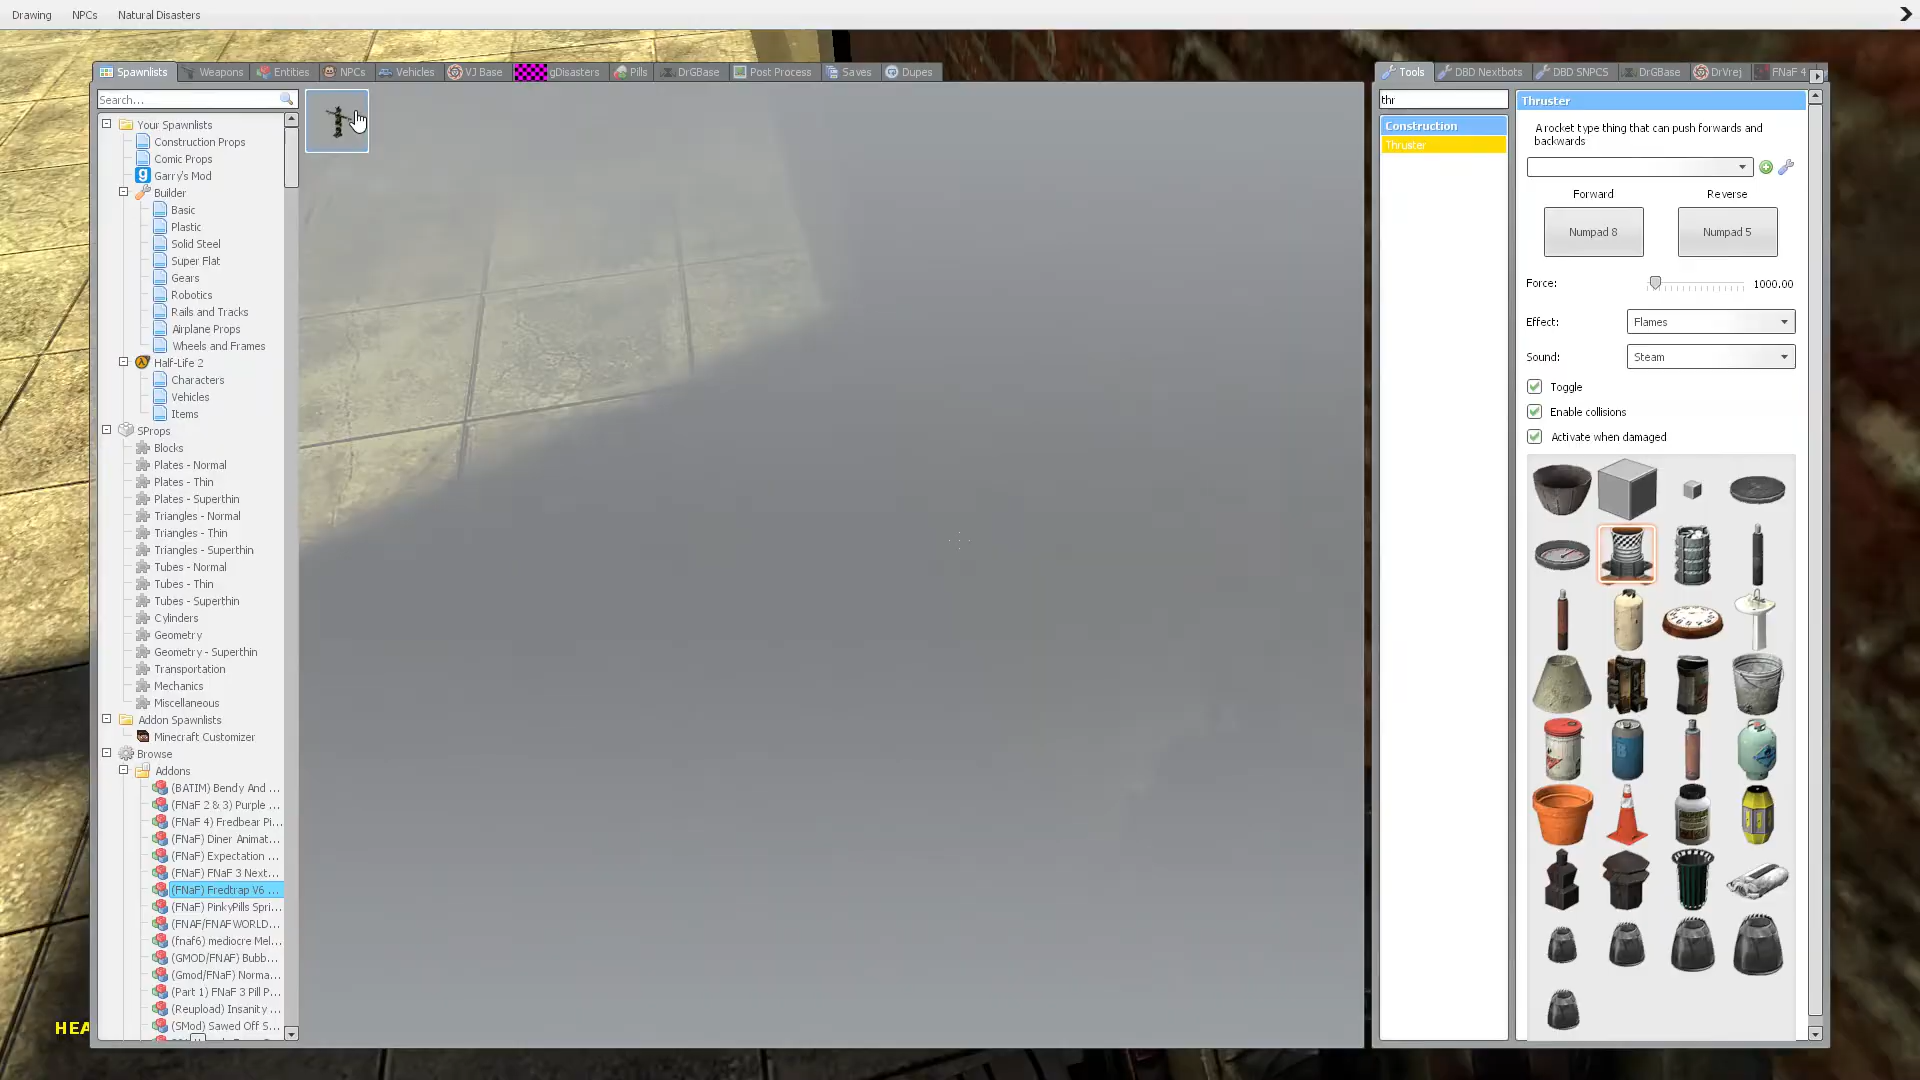 Drawing NPCs Natural Disasters
Spawnlists Weapons Entities NPCs Vehicles VJ Base gDisasters Pills DrGBase Post Process Saves Dupes
Search...
Your Spawnlists
Construction Props
Comic Props
Garry's Mod
Builder
Basic
Plastic
Solid Steel
Super Flat
Gears
Robotics
Rails and Tracks
Airplane Props
Wheels and Frames
Half-Life 2
Characters
Vehicles
Items
SProps
Blocks
Plates - Normal
Plates - Thin
Plates - Superthin
Triangles - Normal
Triangles - Thin
Triangles - Superthin
Tubes - Normal
Tubes - Thin
Tubes - Superthin
Cylinders
Geometry
Geometry - Superthin
Transportation
Mechanics
Miscellaneous
Addon Spawnlists
Minecraft Customizer
Browse
Addons
(BATIM) Bendy And ...
(FNaF 2 & 3) Purple ...
(FNaF 4) Fredbear Pi...
(FNaF) Diner Animat...
(FNaF) Expectation ...
(FNaF) FNaF 3 Next...
(FNaF) Fredtrap V6 ...
(FNaF) PinkyPills Spri...
(FNAF/FNAFWORLD...
(fnaf6) mediocre Mel...
(GMOD/FNAF) Bubb...
(Gmod/FNaF) Norma...
(Part 1) FNaF 3 Pill P...
(Reupload) Insanity ...
(SMod) Sawed Off S...
HEA
Tools DBD Nextbots DBD SNPCS DrGBase DrVrej FNaF 4
thr
Construction
Thruster
Thruster
A rocket type thing that can push forwards and
backwards
Forward Reverse
Numpad 8 Numpad 5
Force: 1000.00
Effect: Flames
Sound: Steam
Toggle
Enable collisions
Activate when damaged